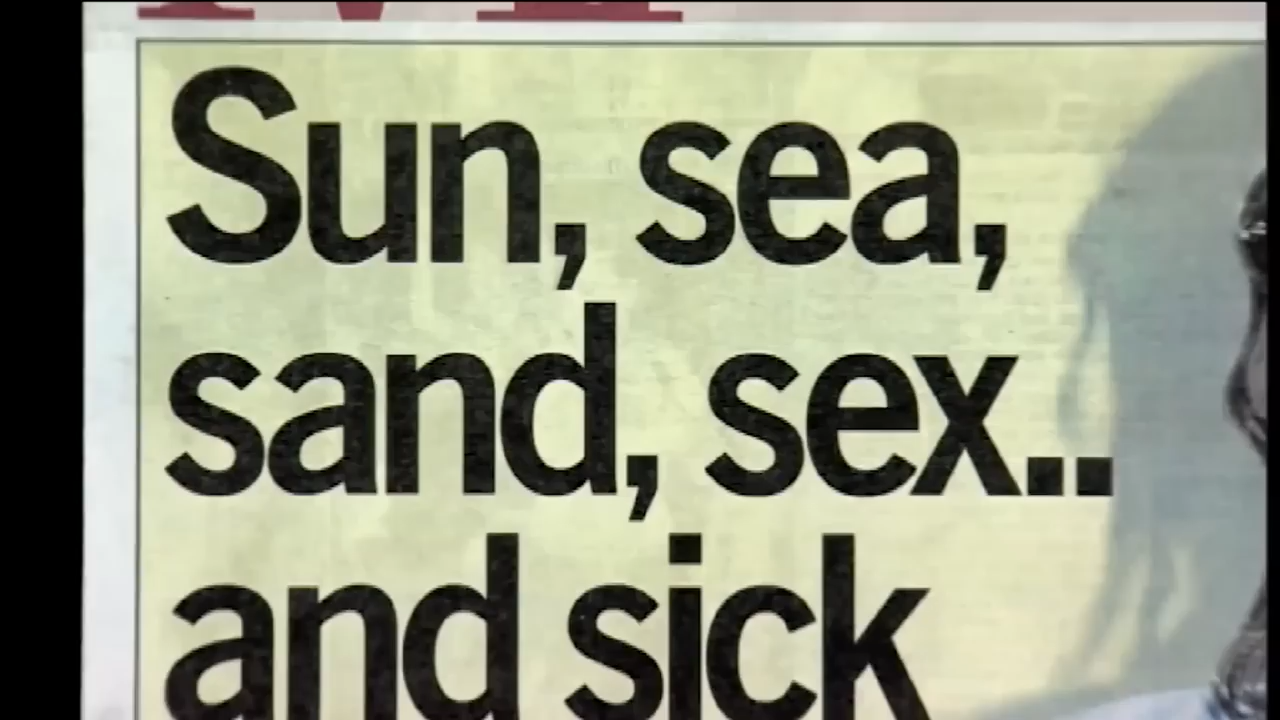 Sun, sea,
sand, sex..
and sick